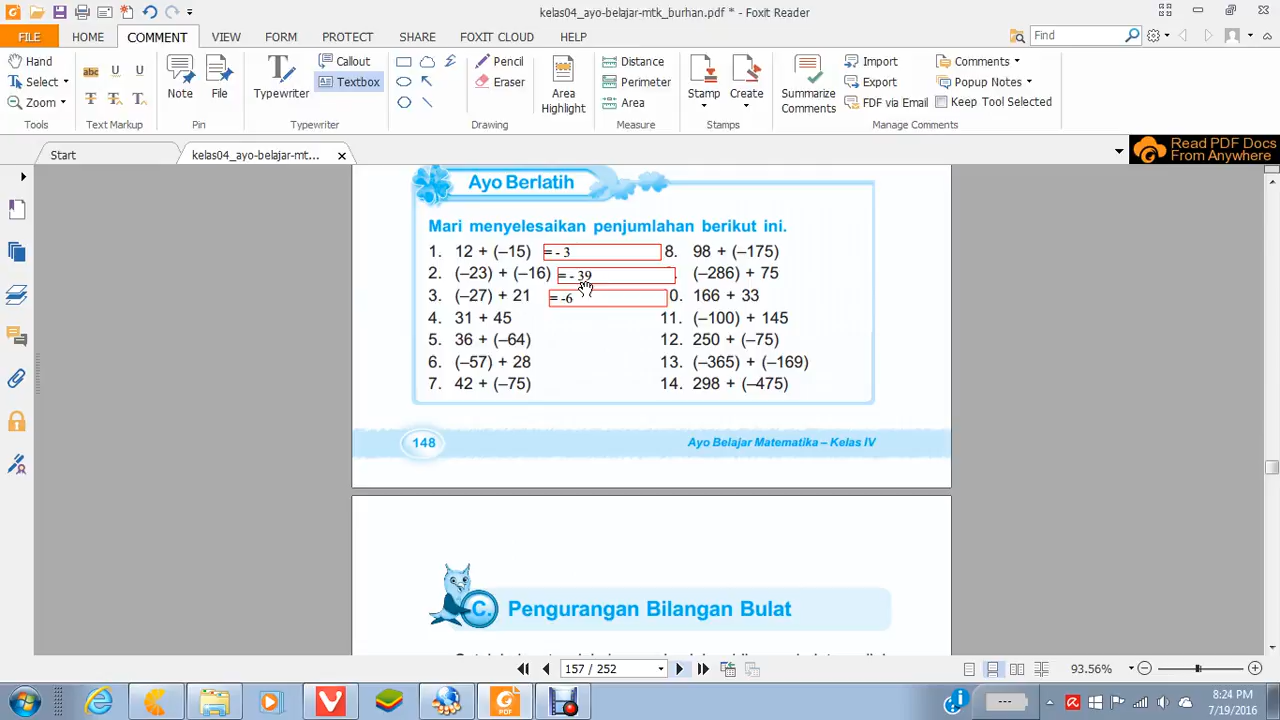 kelas04_ayo-belajar-mtk_burhan.pdf * - Foxit Reader
FILE HOME COMMENT VIEW FORM PROTECT SHARE FOXIT CLOUD HELP Find
Hand Select Zoom
Tools
abc U U T T T
Text Markup
Note File
Pin
Typewriter Callout Textbox
Typewriter
Pencil Eraser Area Highlight
Drawing
Distance Perimeter Area
Measure
Stamp Create
Stamps
Summarize Comments Import Export FDF via Email Comments Popup Notes Keep Tool Selected
Manage Comments
Start kelas04_ayo-belajar-mt... x
Read PDF Docs
From Anywhere
Ayo Berlatih
Mari menyelesaikan penjumlahan berikut ini.
1. 12 + (–15) = - 3
2. (–23) + (–16) = - 39
3. (–27) + 21 = -6
4. 31 + 45
5. 36 + (–64)
6. (–57) + 28
7. 42 + (–75)
8. 98 + (–175)
. (–286) + 75
0. 166 + 33
11. (–100) + 145
12. 250 + (–75)
13. (–365) + (–169)
14. 298 + (–475)
148 Ayo Belajar Matematika – Kelas IV
C. Pengurangan Bilangan Bulat
157 / 252 93.56%
8:24 PM
7/19/2016